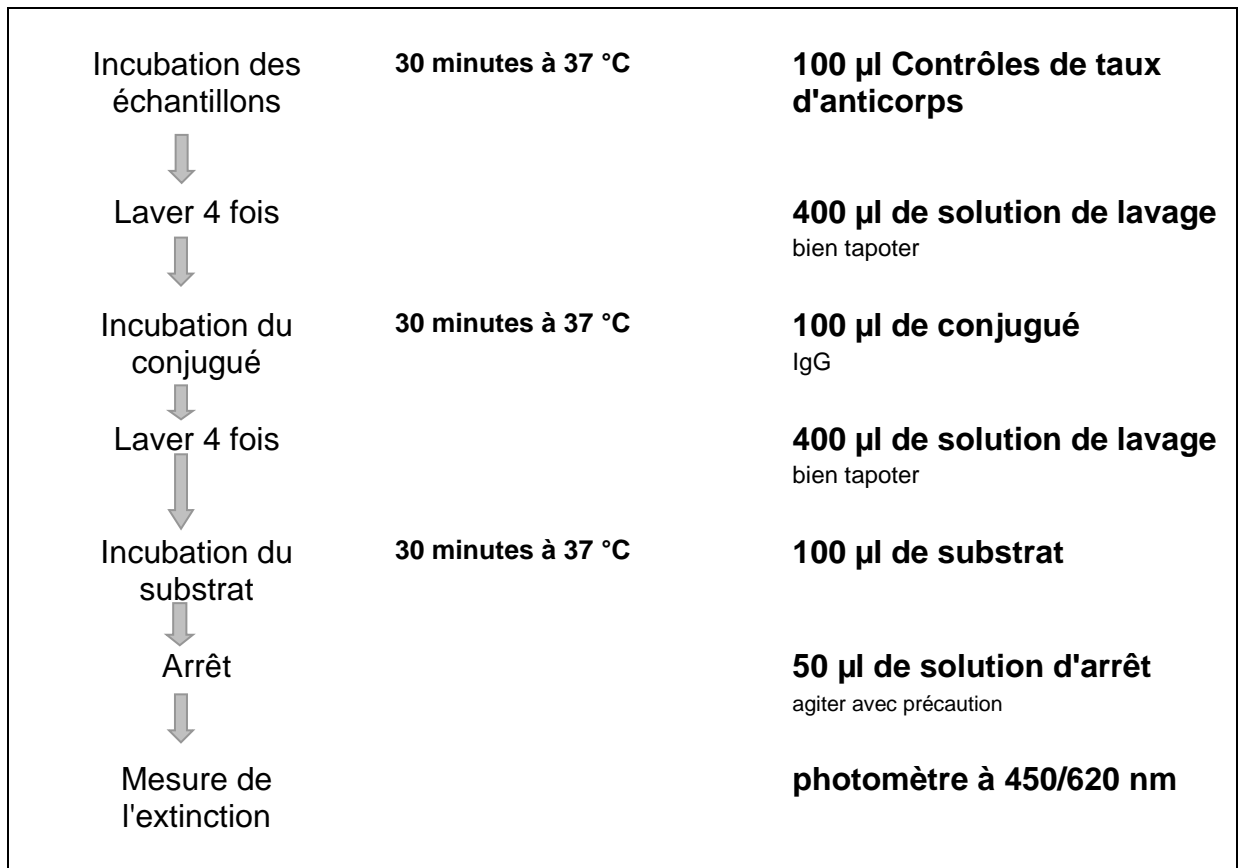 Incubation des
échantillons
30 minutes à 37 °C
100 µl Contrôles de taux
d'anticorps
Laver 4 fois
400 µl de solution de lavage
bien tapoter
Incubation du
conjugué
30 minutes à 37 °C
100 µl de conjugué
IgG
Laver 4 fois
400 µl de solution de lavage
bien tapoter
Incubation du
substrat
30 minutes à 37 °C
100 µl de substrat
Arrêt
50 µl de solution d'arrêt
agiter avec précaution
Mesure de
l'extinction
photomètre à 450/620 nm